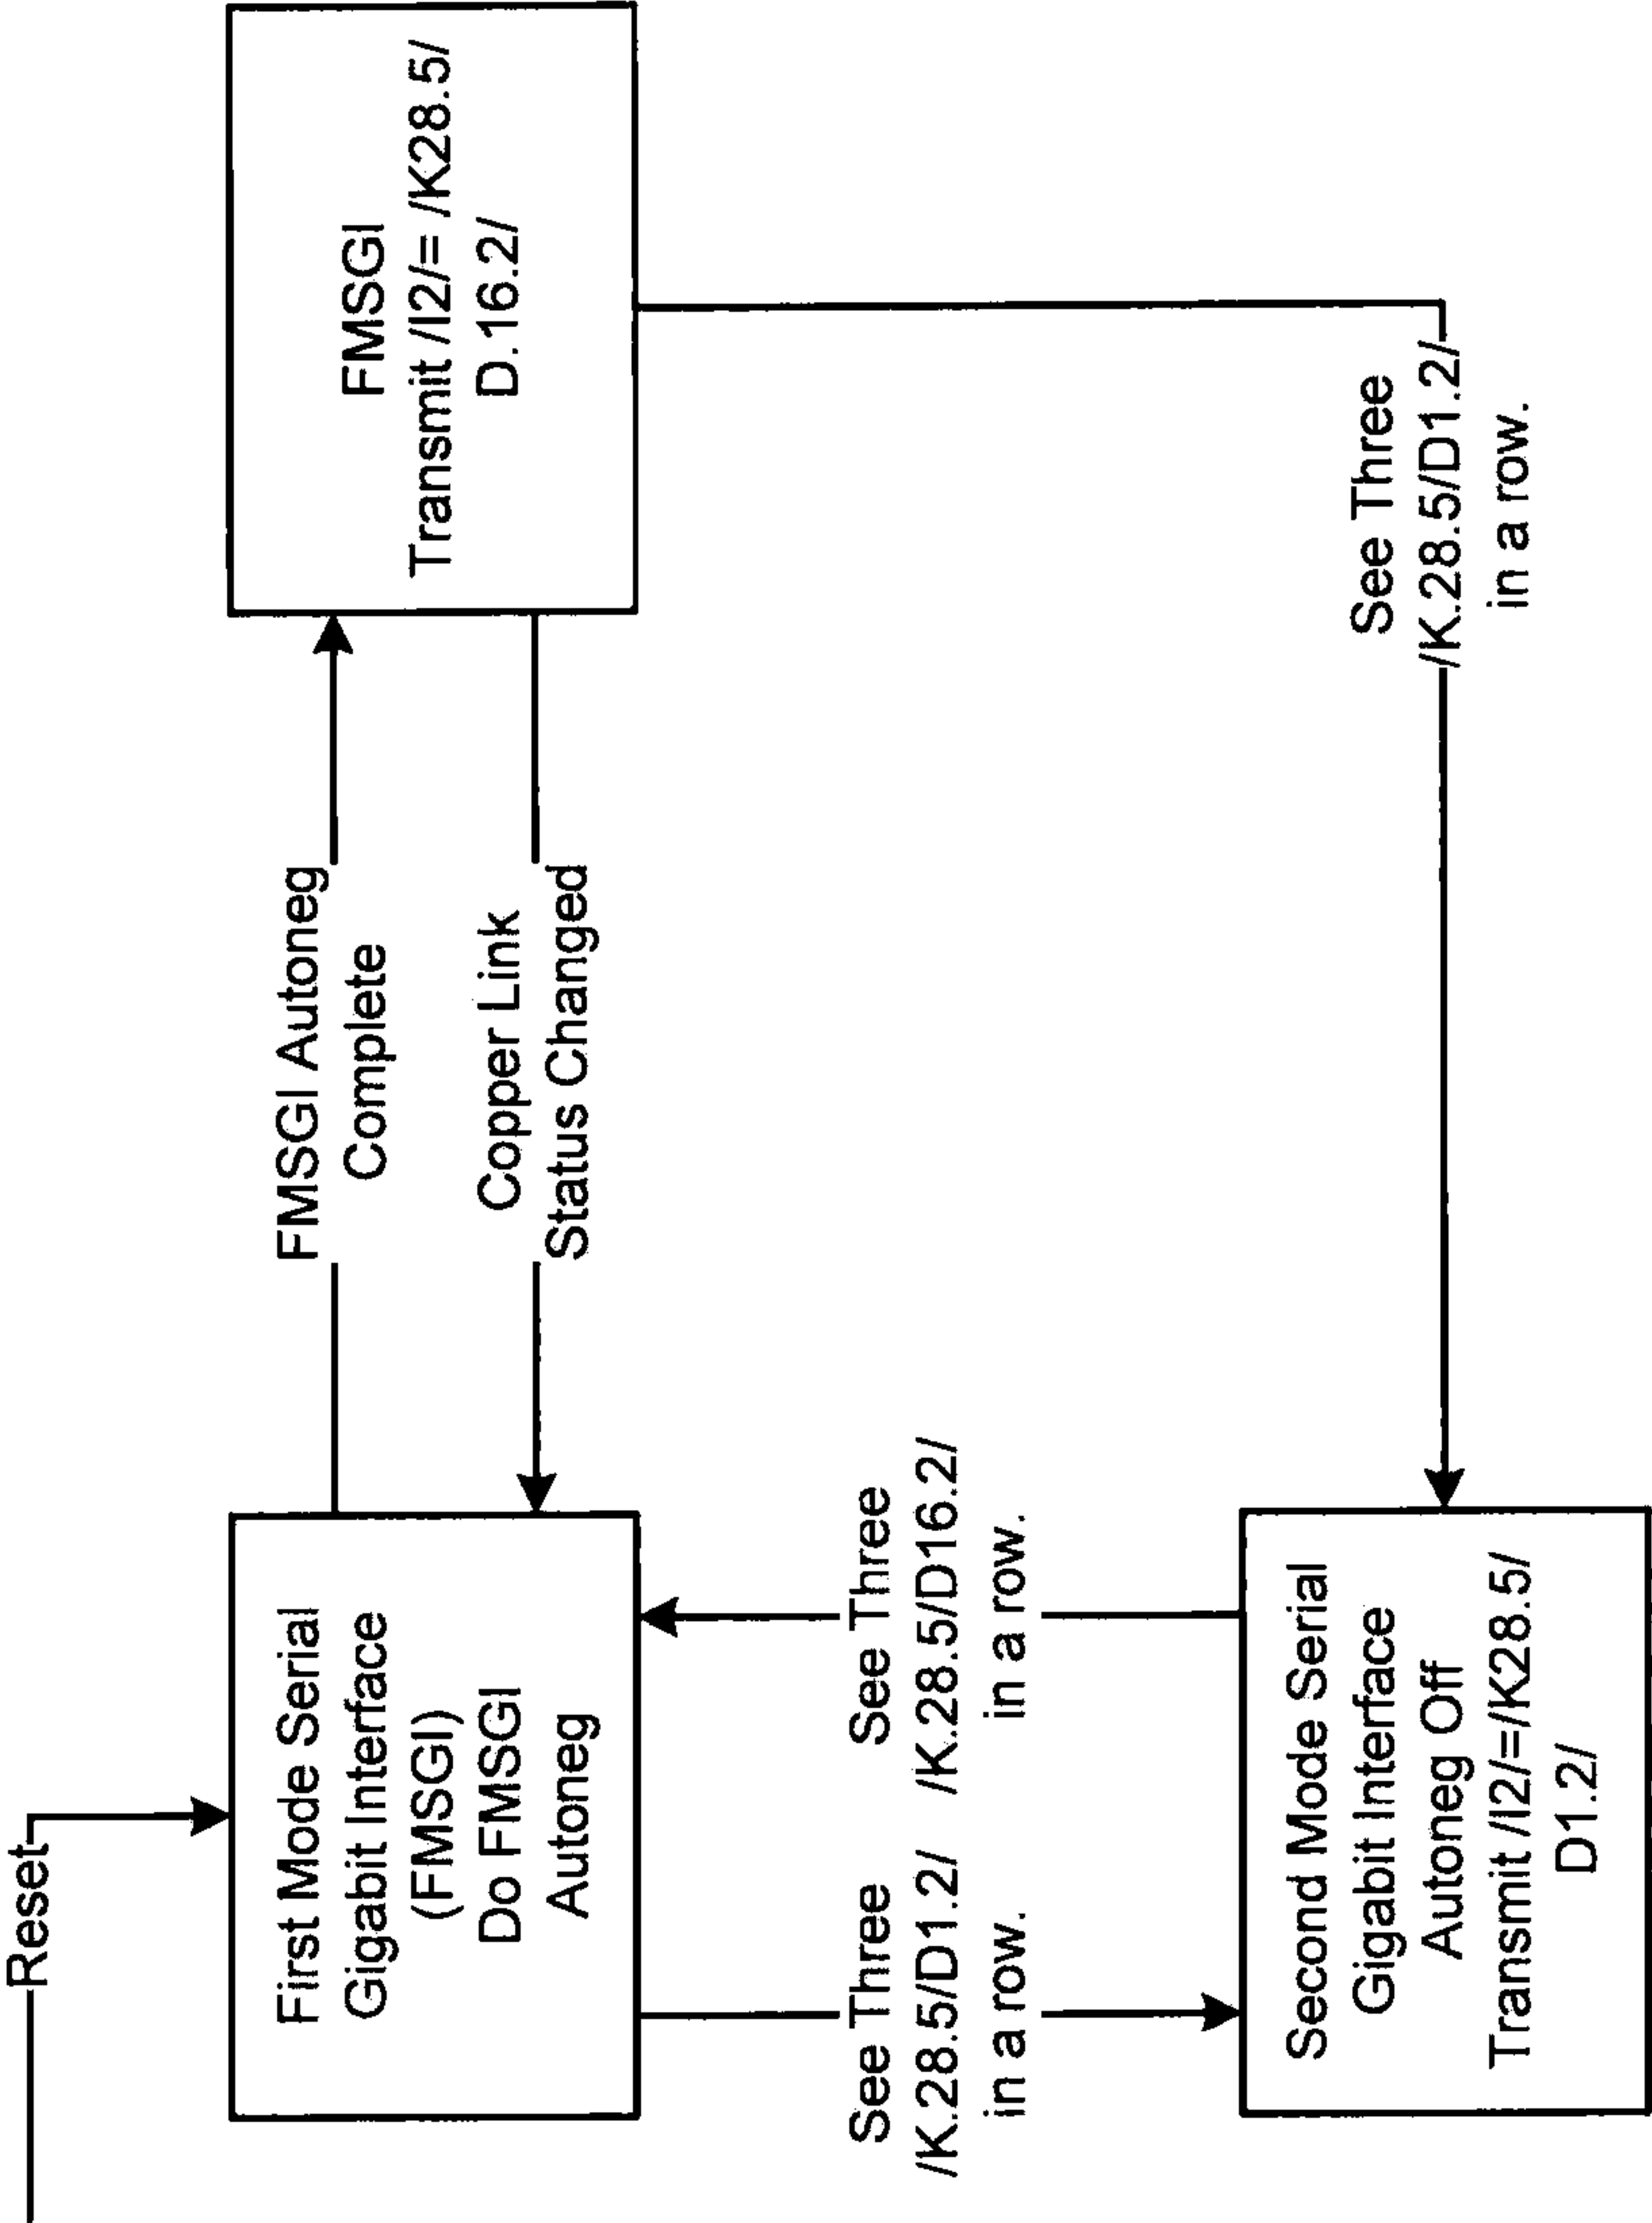 Reset
First Mode Serial
Gigabit Interface
(FMSGI)
Do FMSGI
Autoneg
FMSGI Autoneg
Complete
Copper Link
Status Changed
FMSGI
Transmit /I2/= /K28.5/
D.16.2/
See Three
/K.28.5/D1.2/
in a row.
See Three
/K.28.5/D16.2/
in a row.
See Three
/K.28.5/D1.2/
in a row.
Second Mode Serial
Gigabit Interface
Autoneg Off
Transmit /I2/=/K28.5/
D1.2/